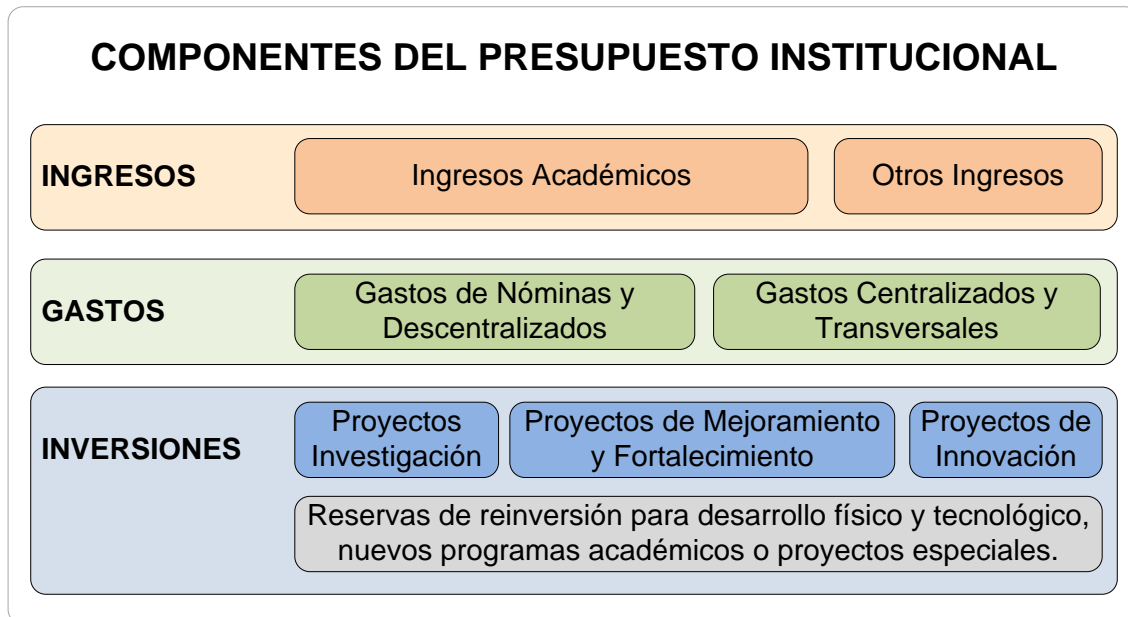 COMPONENTES DEL PRESUPUESTO INSTITUCIONAL
INGRESOS
Ingresos Académicos
Otros Ingresos
GASTOS
Gastos de Nóminas y
Descentralizados
Gastos Centralizados y
Transversales
INVERSIONES
Proyectos
Investigación
Proyectos de Mejoramiento
y Fortalecimiento
Proyectos de
Innovación
Reservas de reinversión para desarrollo físico y tecnológico,
nuevos programas académicos o proyectos especiales.